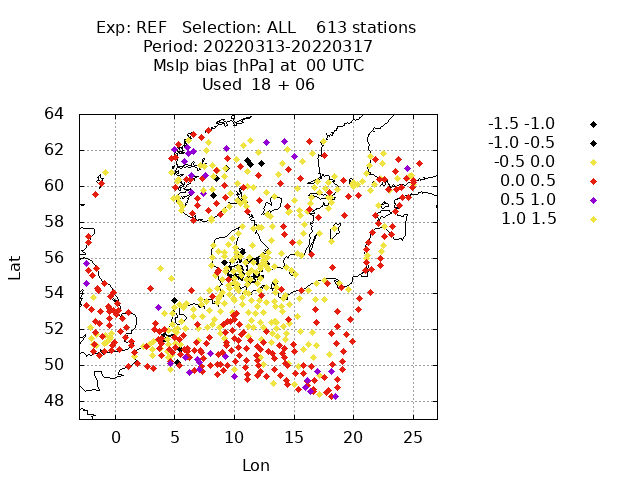 Exp: REF   Selection: ALL    613 stations
Period: 20220313-20220317
Mslp bias [hPa] at  00 UTC
Used  18 + 06
64
62
60
58
56
54
52
50
48
Lat
0 5 10 15 20 25
Lon
-1.5 -1.0
-1.0 -0.5
-0.5 0.0
0.0 0.5
0.5 1.0
1.0 1.5